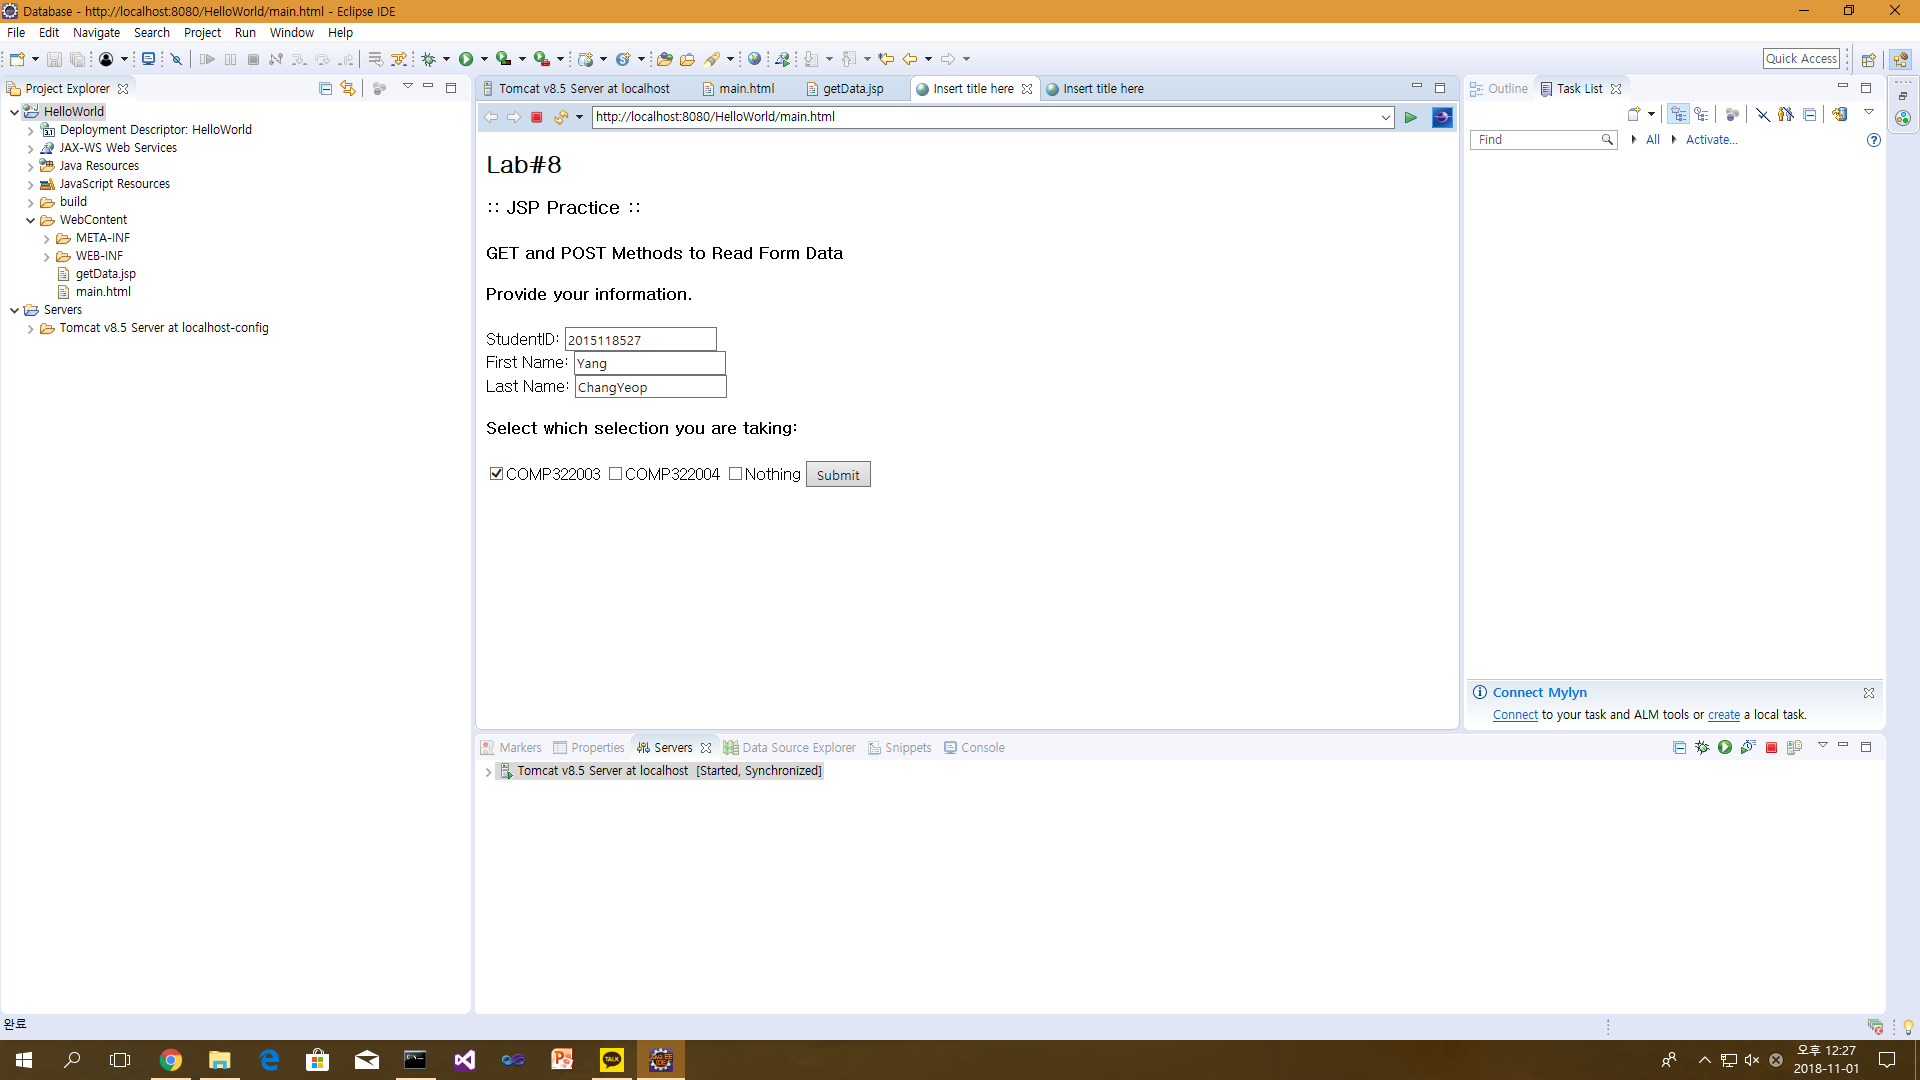 Database - http://localhost:8080/HelloWorld/main.html - Eclipse IDE
File Edit Navigate Search Project Run Window Help
Quick Access
Project Explorer
HelloWorld
Deployment Descriptor: HelloWorld
JAX-WS Web Services
Java Resources
JavaScript Resources
build
WebContent
META-INF
WEB-INF
getData.jsp
main.html
Servers
Tomcat v8.5 Server at localhost-config
Tomcat v8.5 Server at localhost main.html getData.jsp Insert title here Insert title here
http://localhost:8080/HelloWorld/main.html
Lab#8
:: JSP Practice ::
GET and POST Methods to Read Form Data
Provide your information.
StudentID: 2015118527
First Name: Yang
Last Name: ChangYeop
Select which selection you are taking:
COMP322003 COMP322004 Nothing Submit
Outline Task List
Find All Activate...
Connect Mylyn
Connect to your task and ALM tools or create a local task.
Markers Properties Servers Data Source Explorer Snippets Console
Tomcat v8.5 Server at localhost [Started, Synchronized]
완료
TALK
오후 12:27
2018-11-01